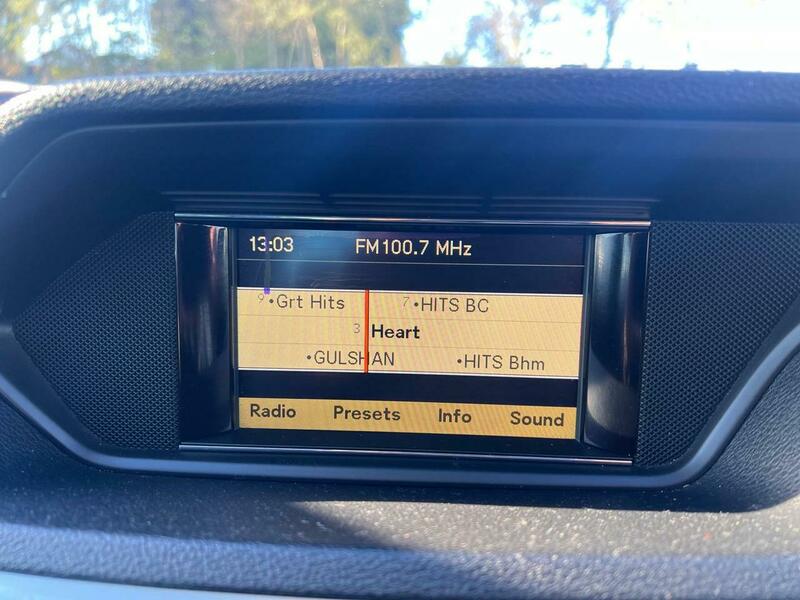 13:03 FM100.7 MHz
9 •Grt Hits 7 •HITS BC
3 Heart
•GULSHAN •HITS Bhm
Radio Presets Info Sound